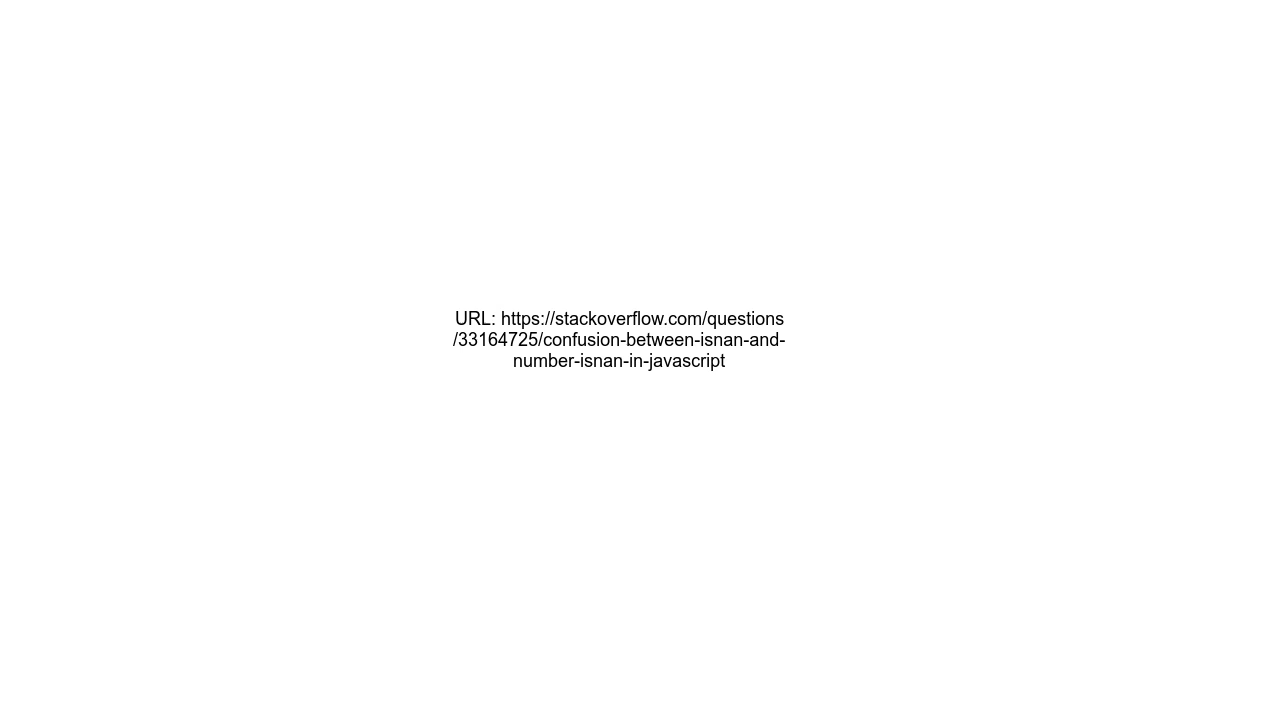 URL: https://stackoverflow.com/questions
/33164725/confusion-between-isnan-and-
number-isnan-in-javascript